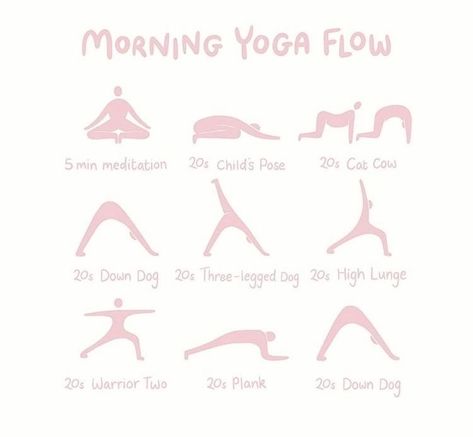 MORNING YOGA FLOW
5 min meditation
20s Child's Pose
20s Cat Cow
20s Down Dog
20s Three-legged Dog
20s High Lunge
20s Warrior Two
20s Plank
20s Down Dog